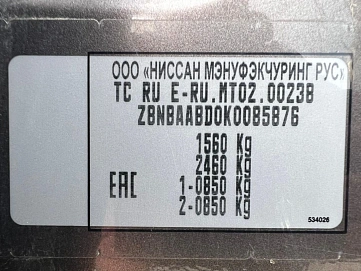 ООО «НИССАН МЭНУФЭКЧУРИНГ РУС»
TC RU E-RU.MT02.00238
Z8NBAABD0K0085876
1560 Kg
2460 Kg
EAC 1-0850 Kg
2-0850 Kg
534026